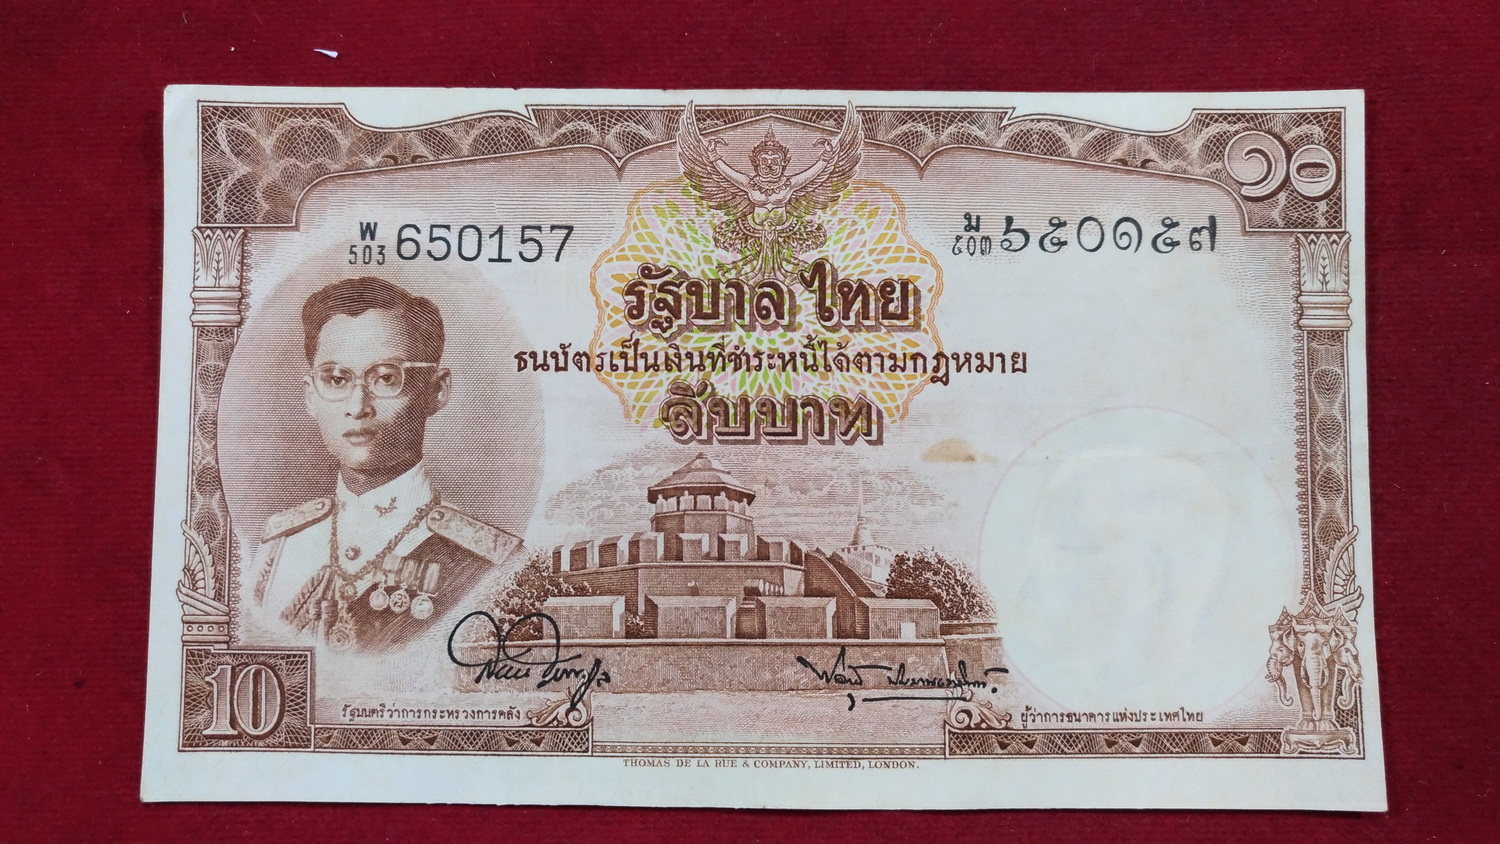 ๑๐
W
503 650157
ม
๕๐๓ ๖๕๐๑๕๗
รัฐบาลไทย
ธนบัตรเป็นเงินที่ชำระหนี้ได้ตามกฎหมาย
สิบบาท
10
รัฐมนตรีว่าการกระทรวงการคลัง
ผู้ว่าการธนาคารแห่งประเทศไทย
THOMAS DE LA RUE & COMPANY, LIMITED, LONDON.